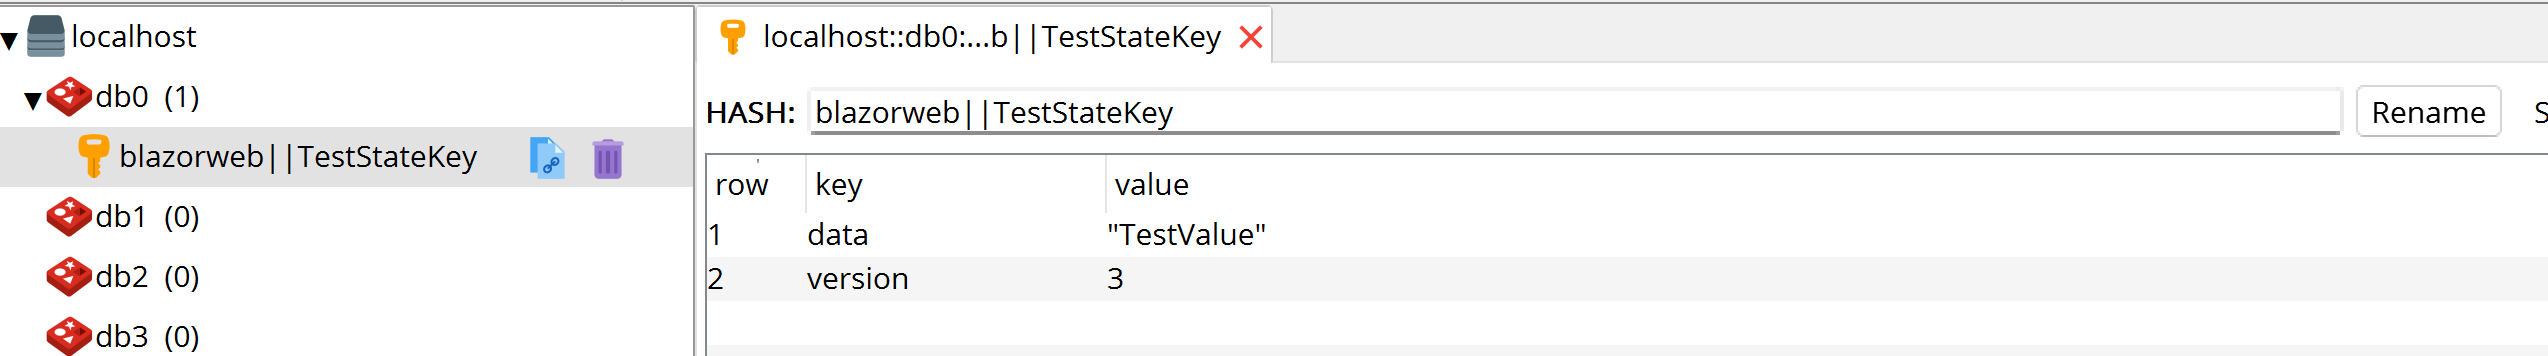 localhost
db0 (1)
blazorweb||TestStateKey
db1 (0)
db2 (0)
db3 (0)
localhost::db0:...b||TestStateKey
HASH: blazorweb||TestStateKey Rename S
row key value
1 data "TestValue"
2 version 3